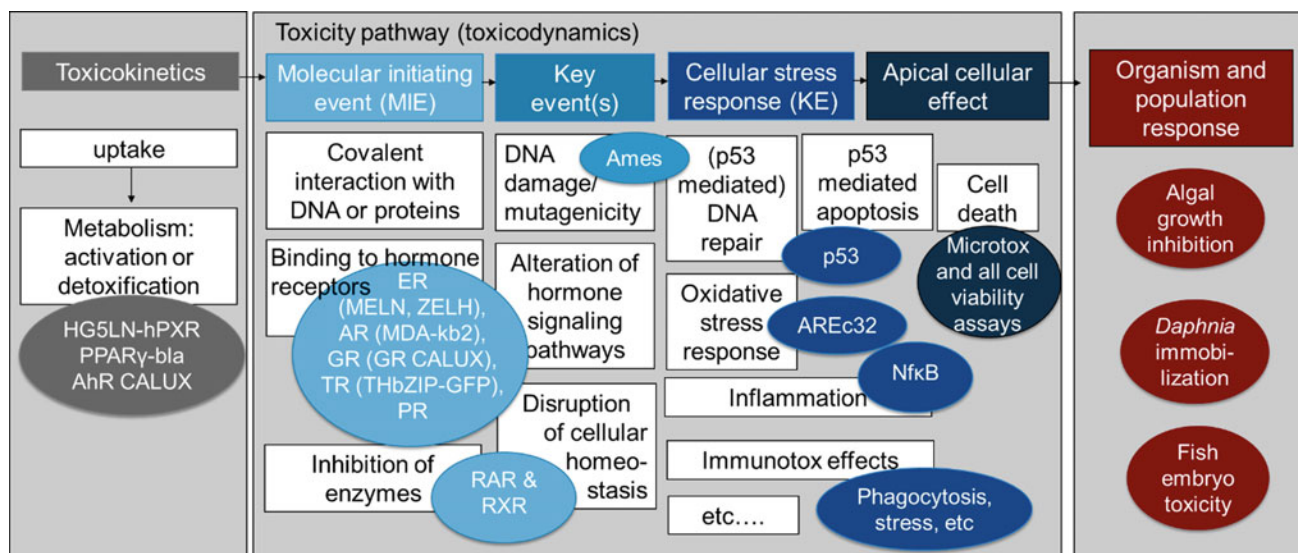 Toxicokinetics
uptake
Metabolism:
activation or
detoxification
HG5LN-hPXR
PPARγ-bla
AhR CALUX
Toxicity pathway (toxicodynamics)
Molecular initiating
event (MIE)
Covalent
interaction with
DNA or proteins
Binding to hormone
receptors
ER
(MELN, ZELH),
AR (MDA-kb2),
GR (GR CALUX),
TR (THbZIP-GFP),
PR
Inhibition of
enzymes
RAR &
RXR
Key
event(s)
DNA
damage/
mutagenicity
Ames
Alteration of
hormone
signaling
pathways
Disruption
of cellular
homeo-
stasis
Cellular stress
response (KE)
(p53
mediated)
DNA
repair
Oxidative
stress
response
Inflammation
Immunotox effects
etc....
Apical cellular
effect
p53
mediated
apoptosis
p53
AREc32
NfκB
Phagocytosis,
stress, etc
Cell
death
Microtox
and all cell
viability
assays
Organism and
population
response
Algal
growth
inhibition
Daphnia
immobi-
lization
Fish
embryo
toxicity